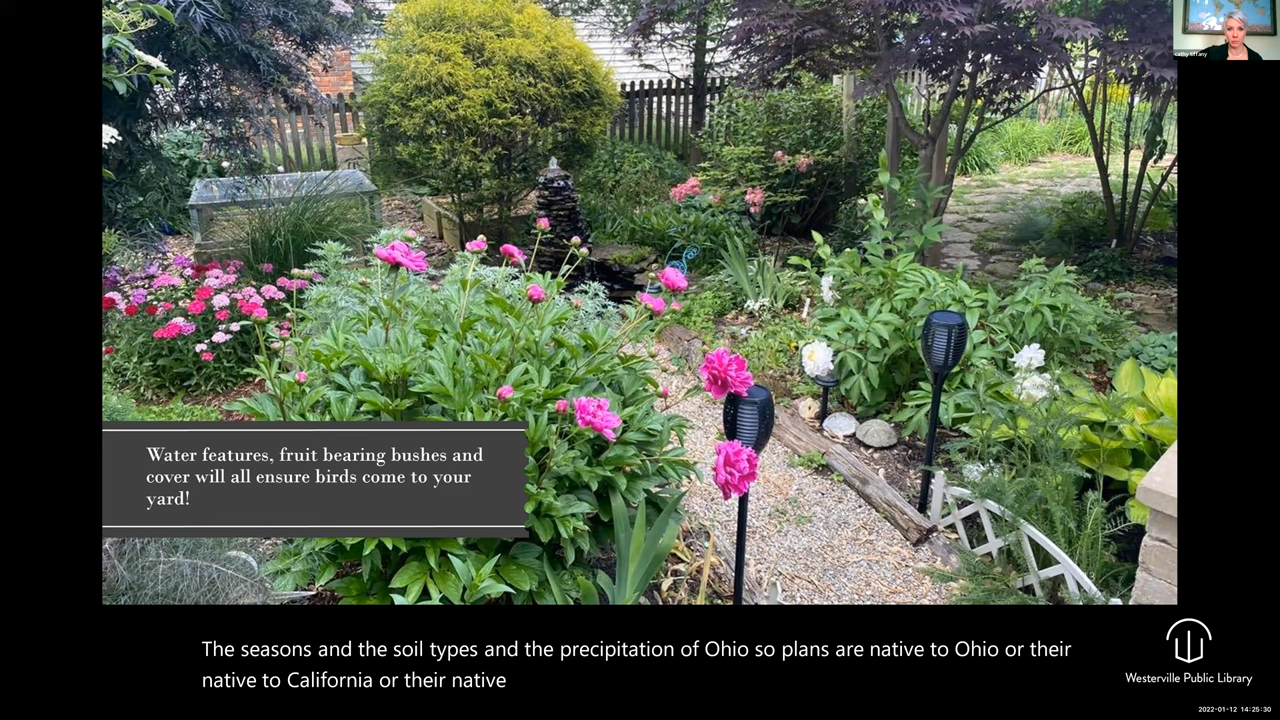 cathy tiffany
Water features, fruit bearing bushes and
cover will all ensure birds come to your
yard!
The seasons and the soil types and the precipitation of Ohio so plans are native to Ohio or their
native to California or their native
Westerville Public Library
2022-01-12 14:25:30